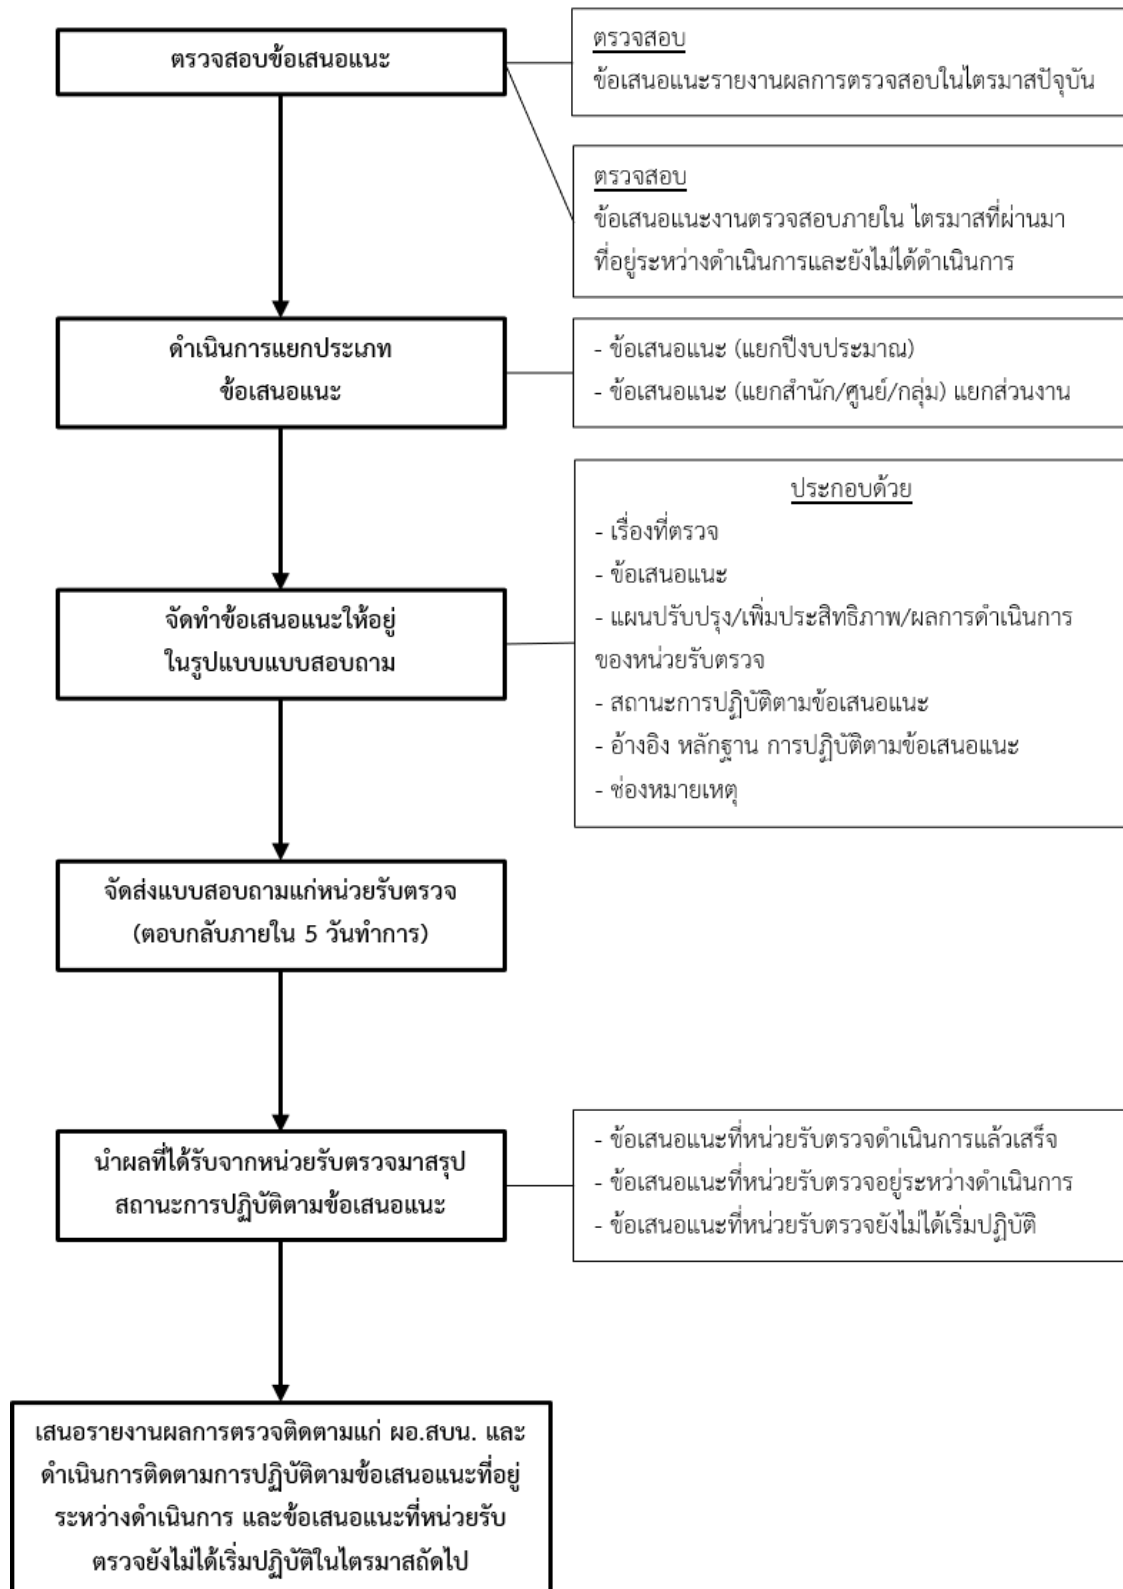 ตรวจสอบข้อเสนอแนะ
ตรวจสอบ
ข้อเสนอแนะรายงานผลการตรวจสอบในไตรมาสปัจุบัน
ตรวจสอบ
ข้อเสนอแนะงานตรวจสอบภายใน ไตรมาสที่ผ่านมา
ที่อยู่ระหว่างดำเนินการและยังไม่ได้ดำเนินการ
ดำเนินการแยกประเภท
ข้อเสนอแนะ
- ข้อเสนอแนะ (แยกปีงบประมาณ)
- ข้อเสนอแนะ (แยกสำนัก/ศูนย์/กลุ่ม) แยกส่วนงาน
จัดทำข้อเสนอแนะให้อยู่
ในรูปแบบแบบสอบถาม
ประกอบด้วย
- เรื่องที่ตรวจ
- ข้อเสนอแนะ
- แผนปรับปรุง/เพิ่มประสิทธิภาพ/ผลการดำเนินการ
ของหน่วยรับตรวจ
- สถานะการปฏิบัติตามข้อเสนอแนะ
- อ้างอิง หลักฐาน การปฏิบัติตามข้อเสนอแนะ
- ช่องหมายเหตุ
จัดส่งแบบสอบถามแก่หน่วยรับตรวจ
(ตอบกลับภายใน 5 วันทำการ)
นำผลที่ได้รับจากหน่วยรับตรวจมาสรุป
สถานะการปฏิบัติตามข้อเสนอแนะ
- ข้อเสนอแนะที่หน่วยรับตรวจดำเนินการแล้วเสร็จ
- ข้อเสนอแนะที่หน่วยรับตรวจอยู่ระหว่างดำเนินการ
- ข้อเสนอแนะที่หน่วยรับตรวจยังไม่ได้เริ่มปฏิบัติ
เสนอรายงานผลการตรวจติดตามแก่ ผอ.สบน. และ
ดำเนินการติดตามการปฏิบัติตามข้อเสนอแนะที่อยู่
ระหว่างดำเนินการ และข้อเสนอแนะที่หน่วยรับ
ตรวจยังไม่ได้เริ่มปฏิบัติในไตรมาสถัดไป